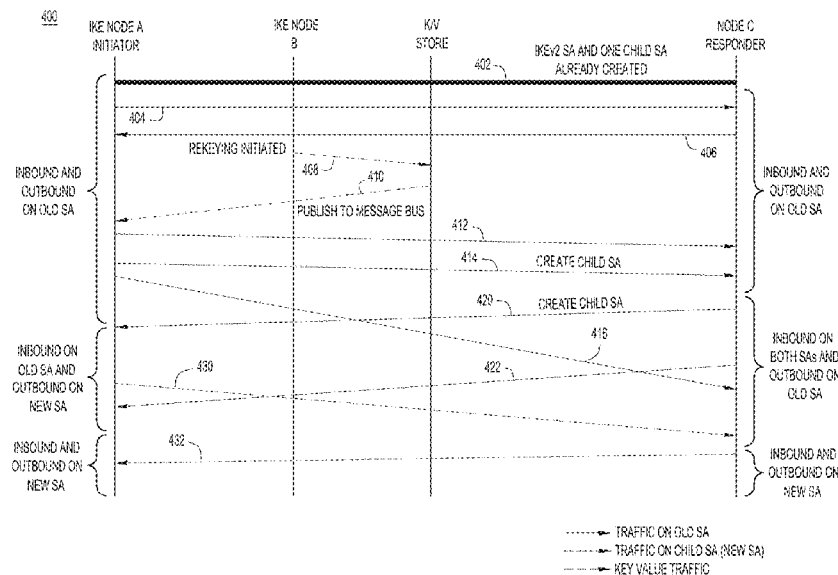 400
IKE NODE A
INITIATOR
IKE NODE
B
K/V
STORE
NODE C
RESPONDER
402
IKEv2 SA AND ONE CHILD SA
ALREADY CREATED
404
406
REKEYING INITIATED
408
410
PUBLISH TO MESSAGE BUS
INBOUND AND
OUTBOUND
ON OLD SA
INBOUND AND
OUTBOUND
ON OLD SA
412
414
CREATE CHILD SA
420
CREATE CHILD SA
416
INBOUND ON
OLD SA AND
OUTBOUND ON
NEW SA
430
422
INBOUND ON
BOTH SAs AND
OUTBOUND ON
OLD SA
INBOUND AND
OUTBOUND ON
NEW SA
432
INBOUND AND
OUTBOUND ON
NEW SA
TRAFFIC ON OLD SA
TRAFFIC ON CHILD SA (NEW SA)
KEY VALUE TRAFFIC